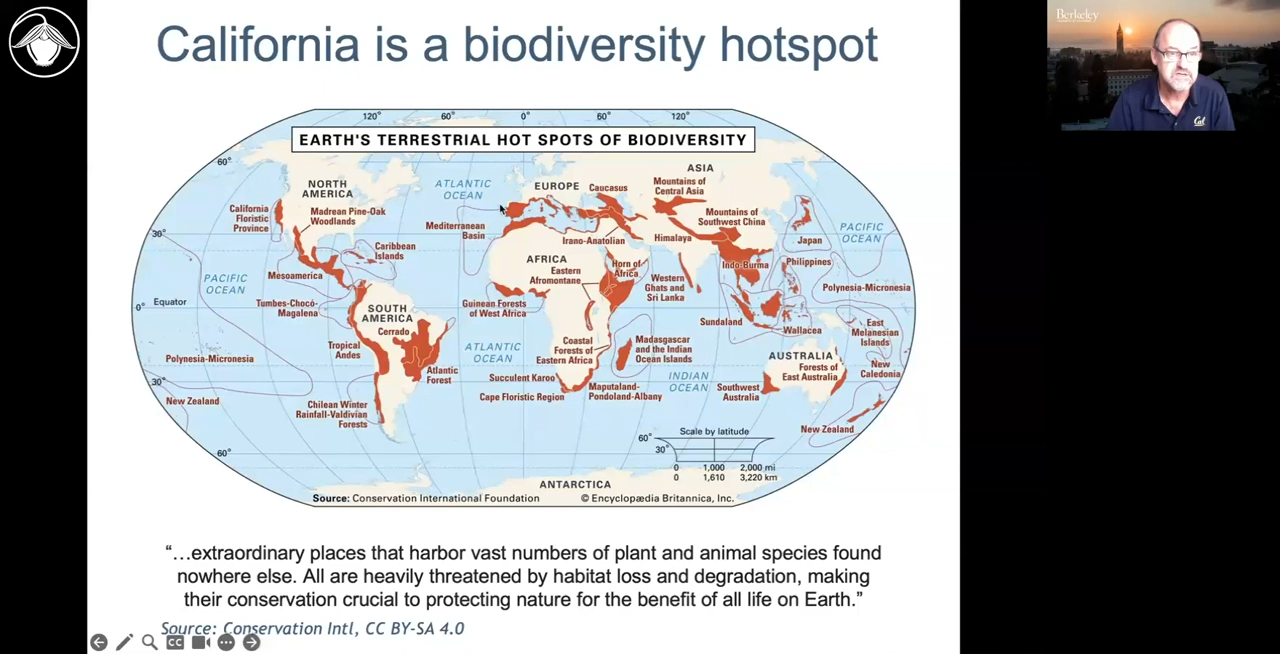 California is a biodiversity hotspot
Berkeley
Cal
120°
60°
0°
60°
120°
EARTH'S TERRESTRIAL HOT SPOTS OF BIODIVERSITY
60°
NORTH
AMERICA
ATLANTIC
OCEAN
EUROPE
Caucasus
ASIA
Mountains of
Central Asia
California
Floristic
Province
Madrean Pine-Oak
Woodlands
Mediterranean
Basin
Mountains of
Southwest China
PACIFIC
OCEAN
30°
Irano-Anatolian
Himalaya
Japan
Caribbean
Islands
Mesoamerica
AFRICA
Eastern
Afromontane
Horn of
Africa
Western
Ghats and
Sri Lanka
Indo-Burma
Philippines
PACIFIC
OCEAN
Polynesia-Micronesia
0°
Equator
Tumbes-Chocó-
Magalena
SOUTH
AMERICA
Guinean Forests
of West Africa
Sundaland
Wallacea
East
Melanesian
Islands
Cerrado
Tropical
Andes
ATLANTIC
OCEAN
Coastal
Forests of
Eastern Africa
Madagascar
and the Indian
Ocean Islands
AUSTRALIA
Forests of
East Australia
New
Caledonia
Polynesia-Micronesia
Atlantic
Forest
Succulent Karoo
INDIAN
OCEAN
Southwest
Australia
30°
New Zealand
Cape Floristic Region
Maputaland-
Pondoland-Albany
Chilean Winter
Rainfall-Valdivian
Forests
New Zealand
60°
Scale by latitude
60°
30°
0 1,000 2,000 mi
0 1,610 3,220 km
ANTARCTICA
Source: Conservation International Foundation
© Encyclopædia Britannica, Inc.
“…extraordinary places that harbor vast numbers of plant and animal species found
nowhere else. All are heavily threatened by habitat loss and degradation, making
their conservation crucial to protecting nature for the benefit of all life on Earth.”
Source: Conservation Intl, CC BY-SA 4.0
CC